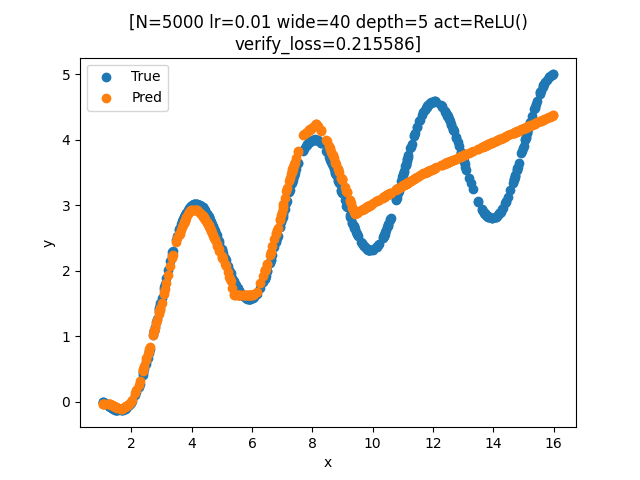 [N=5000 lr=0.01 wide=40 depth=5 act=ReLU()
verify_loss=0.215586]
True
Pred
5
4
3
2
1
0
y
2 4 6 8 10 12 14 16
x